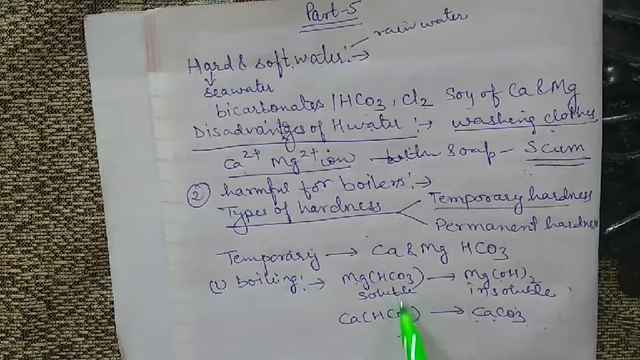 Part-5
rain water
Hard & soft water :→
seawater
bicarbonates /HCO3, Cl2 So4 of Ca & Mg
Disadvantges of H water :→ washing clothes
Ca2+ Mg2+ ion with Soap - Scum
② harmful for boilers :→
Types of hardness
Temporary hardness
Permanent hardness
Temporary → Ca & Mg HCO3
(1) boiling :→ Mg(HCO3) → Mg(OH)2
soluble insoluble
→ CaCO3